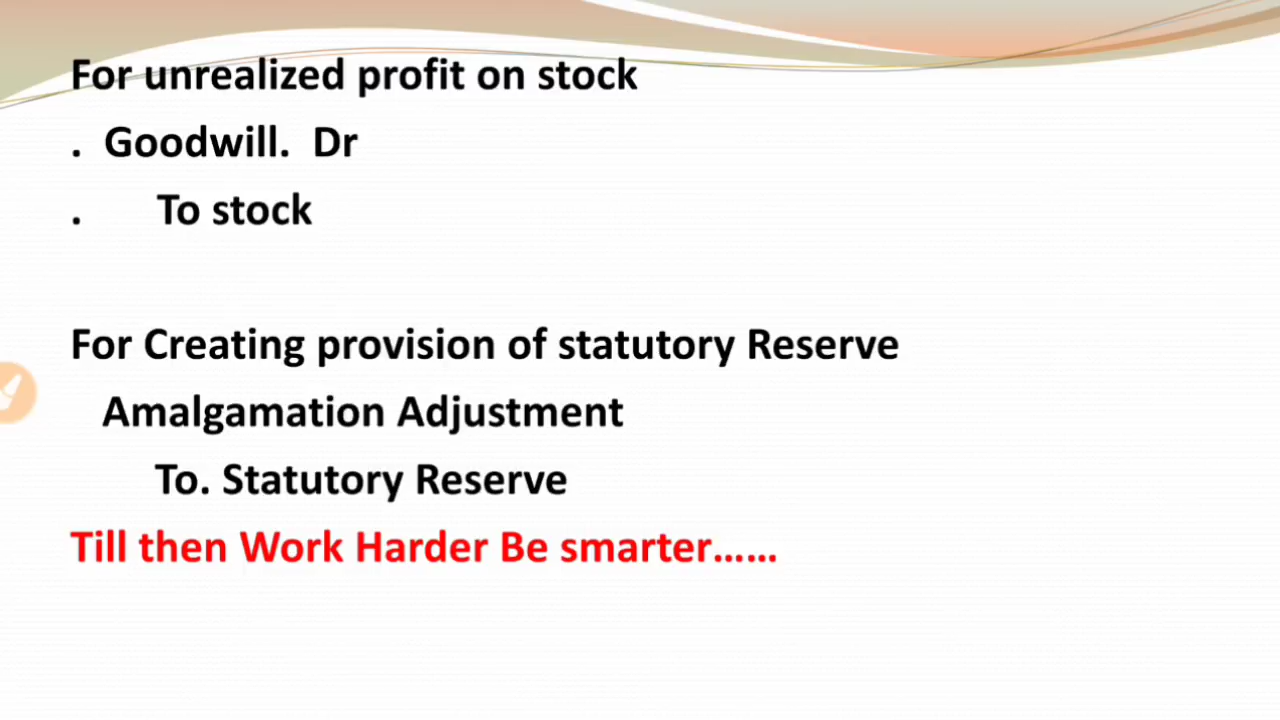 For unrealized profit on stock
. Goodwill. Dr
. To stock
For Creating provision of statutory Reserve
Amalgamation Adjustment
To. Statutory Reserve
Till then Work Harder Be smarter……